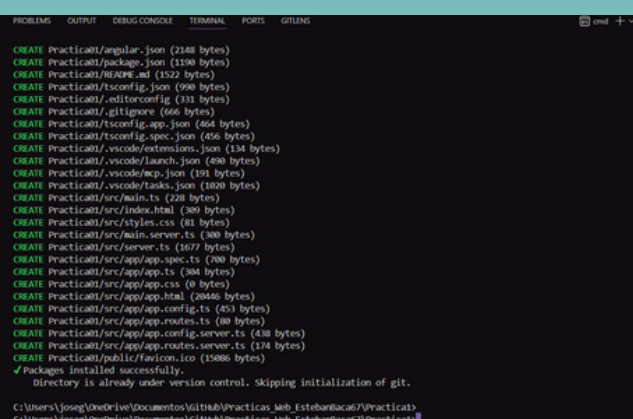 PROBLEMS OUTPUT DEBUG CONSOLE TERMINAL PORTS GITLENS cmd
CREATE Practica01/angular.json (2148 bytes)
CREATE Practica01/package.json (1190 bytes)
CREATE Practica01/README.md (1522 bytes)
CREATE Practica01/tsconfig.json (990 bytes)
CREATE Practica01/.editorconfig (331 bytes)
CREATE Practica01/.gitignore (666 bytes)
CREATE Practica01/tsconfig.app.json (464 bytes)
CREATE Practica01/tsconfig.spec.json (456 bytes)
CREATE Practica01/.vscode/extensions.json (134 bytes)
CREATE Practica01/.vscode/launch.json (490 bytes)
CREATE Practica01/.vscode/mcp.json (191 bytes)
CREATE Practica01/.vscode/tasks.json (1020 bytes)
CREATE Practica01/src/main.ts (228 bytes)
CREATE Practica01/src/index.html (309 bytes)
CREATE Practica01/src/styles.css (81 bytes)
CREATE Practica01/src/main.server.ts (300 bytes)
CREATE Practica01/src/server.ts (1677 bytes)
CREATE Practica01/src/app/app.spec.ts (700 bytes)
CREATE Practica01/src/app/app.ts (304 bytes)
CREATE Practica01/src/app/app.css (0 bytes)
CREATE Practica01/src/app/app.html (20446 bytes)
CREATE Practica01/src/app/app.config.ts (453 bytes)
CREATE Practica01/src/app/app.routes.ts (80 bytes)
CREATE Practica01/src/app/app.config.server.ts (438 bytes)
CREATE Practica01/src/app/app.routes.server.ts (174 bytes)
CREATE Practica01/public/favicon.ico (15086 bytes)
✓ Packages installed successfully.
Directory is already under version control. Skipping initialization of git.
C:\Users\joseg\OneDrive\Documentos\GitHub\Practicas_Web_EstebanBaca67\Practica1>
C:\Users\joseg\OneDrive\Documentos\GitHub\Practicas_Web_EstebanBaca67\Practica1>